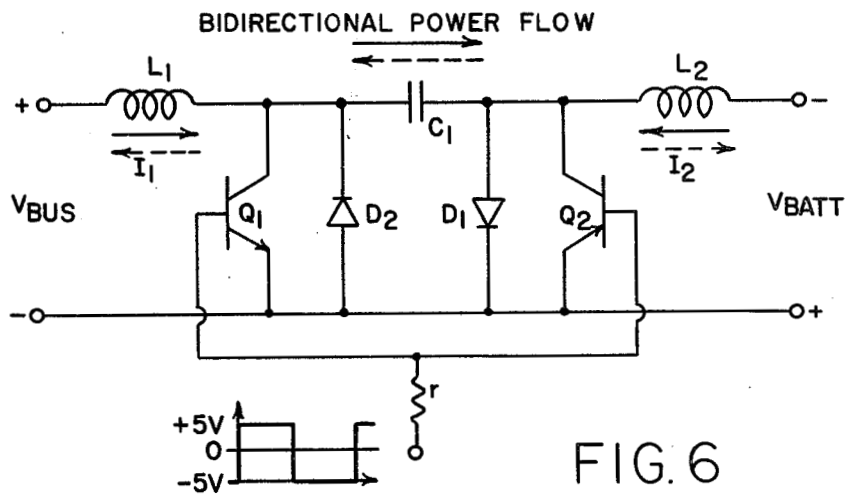 BIDIRECTIONAL POWER FLOW
L1
L2
+
−
C1
I1
I2
VBUS
Q1
D2
D1
Q2
VBATT
−
+
r
+5V
0
-5V
FIG. 6